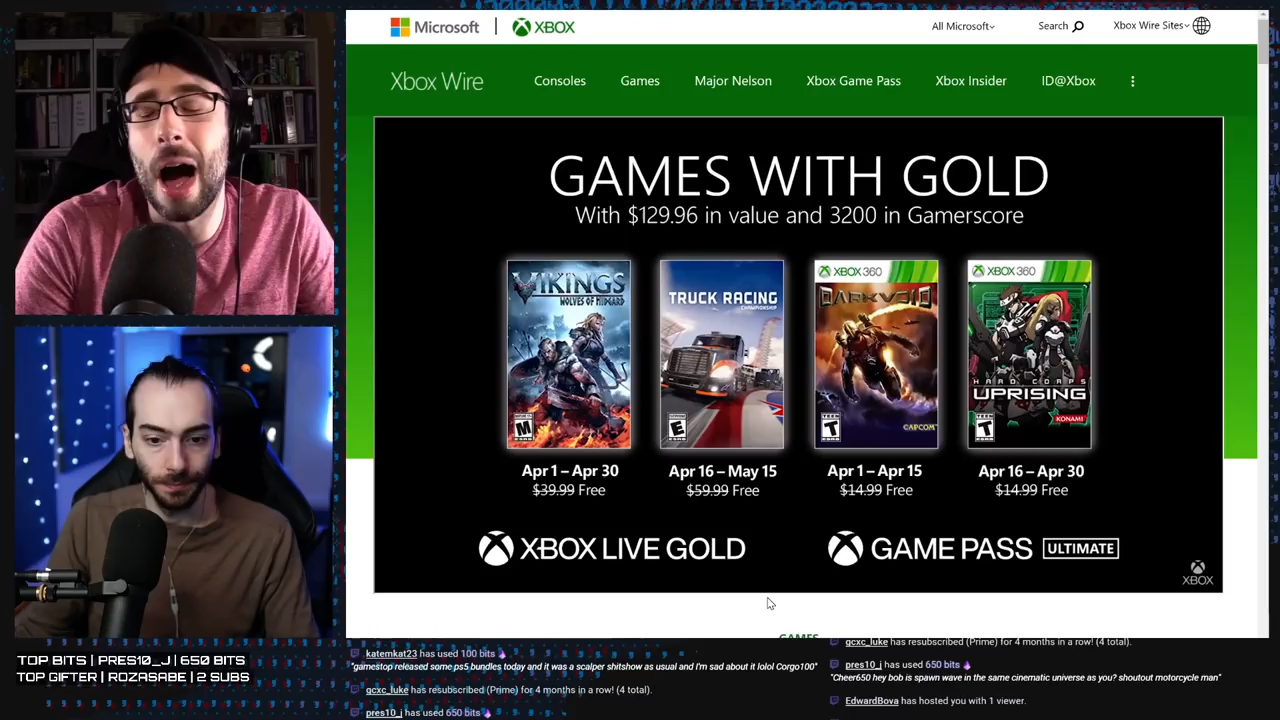 Microsoft XBOX All Microsoft Search Xbox Wire Sites
Xbox Wire Consoles Games Major Nelson Xbox Game Pass Xbox Insider ID@Xbox
GAMES WITH GOLD
With $129.96 in value and 3200 in Gamerscore
VIKINGS
WOLVES OF MIDGARD
M
TRUCK RACING
CHAMPIONSHIP
E
XBOX 360
DARK VOID
T
CAPCOM
XBOX 360
HARD CORPS
UPRISING
KONAMI
T
Apr 1 – Apr 30
$39.99 Free
Apr 16 – May 15
$59.99 Free
Apr 1 – Apr 15
$14.99 Free
Apr 16 – Apr 30
$14.99 Free
XBOX LIVE GOLD
GAME PASS ULTIMATE
XBOX
GAMES
TOP BITS | PRES10_J | 650 BITS
TOP GIFTER | ROZASABE | 2 SUBS
katemkat23 has used 100 bits
"gamestop released some ps5 bundles today and it was a scalper shitshow as usual and I'm sad about it lolol Corgo100"
gcxc_luke has resubscribed (Prime) for 4 months in a row! (4 total).
pres10_j has used 650 bits
gcxc_luke has resubscribed (Prime) for 4 months in a row! (4 total).
pres10_j has used 650 bits
"Cheer650 hey bob is spawn wave in the same cinematic universe as you? shoutout motorcycle man"
EdwardBova has hosted you with 1 viewer.